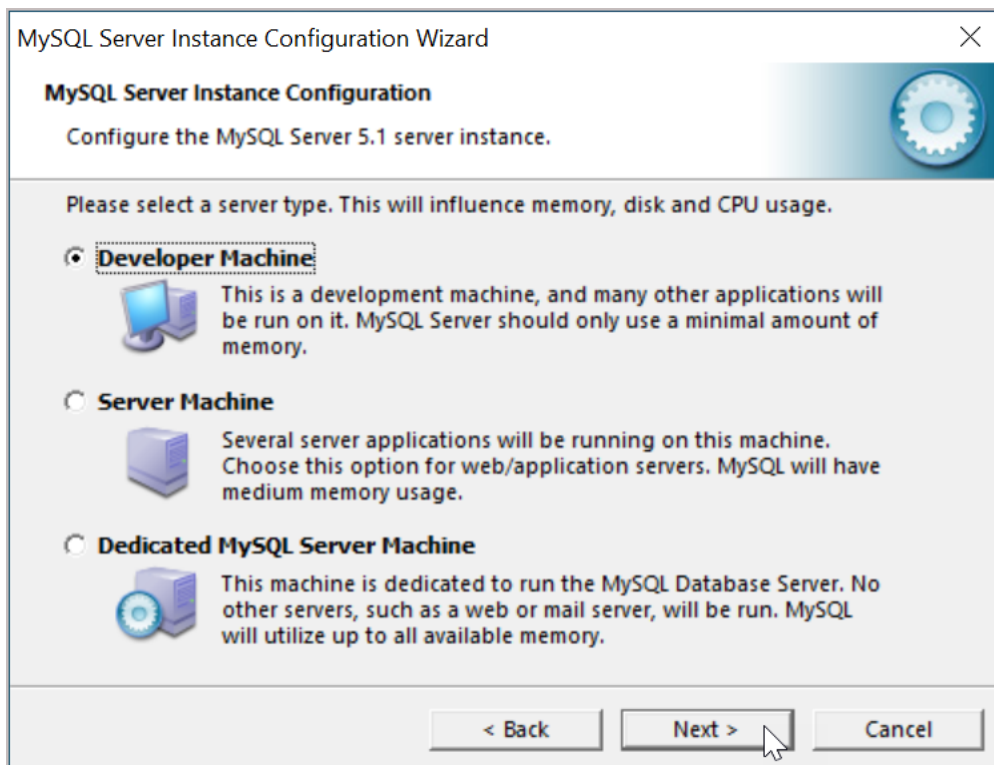 MySQL Server Instance Configuration Wizard
MySQL Server Instance Configuration
Configure the MySQL Server 5.1 server instance.
Please select a server type. This will influence memory, disk and CPU usage.
Developer Machine
This is a development machine, and many other applications will
be run on it. MySQL Server should only use a minimal amount of
memory.
Server Machine
Several server applications will be running on this machine.
Choose this option for web/application servers. MySQL will have
medium memory usage.
Dedicated MySQL Server Machine
This machine is dedicated to run the MySQL Database Server. No
other servers, such as a web or mail server, will be run. MySQL
will utilize up to all available memory.
< Back Next > Cancel